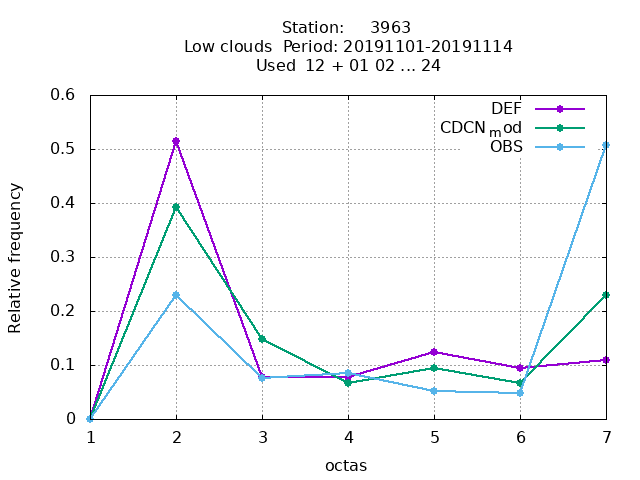 Station: 3963
Low clouds Period: 20191101-20191114
Used 12 + 01 02 ... 24
DEF
CDCN_mod
OBS
Relative frequency
0.6
0.5
0.4
0.3
0.2
0.1
0
1 2 3 4 5 6 7
octas